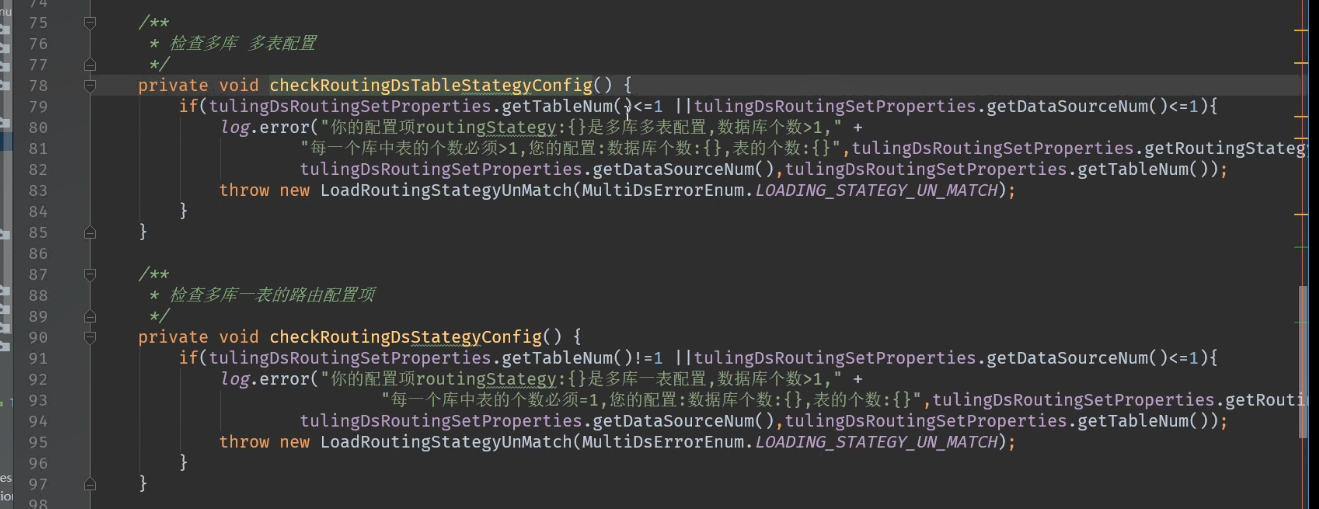 74
75 /**
76 * 检查多库 多表配置
77 */
78 private void checkRoutingDsTableStategyConfig() {
79 if(tulingDsRoutingSetProperties.getTableNum()<=1 ||tulingDsRoutingSetProperties.getDataSourceNum()<=1){
80 log.error("你的配置项routingStategy:{}是多库多表配置,数据库个数>1," +
81 "每一个库中表的个数必须>1,您的配置:数据库个数:{},表的个数:{}",tulingDsRoutingSetProperties.getRoutingStategy
82 tulingDsRoutingSetProperties.getDataSourceNum(),tulingDsRoutingSetProperties.getTableNum());
83 throw new LoadRoutingStategyUnMatch(MultiDsErrorEnum.LOADING_STATEGY_UN_MATCH);
84 }
85 }
86
87 /**
88 * 检查多库一表的路由配置项
89 */
90 private void checkRoutingDsStategyConfig() {
91 if(tulingDsRoutingSetProperties.getTableNum()!=1 ||tulingDsRoutingSetProperties.getDataSourceNum()<=1){
92 log.error("你的配置项routingStategy:{}是多库一表配置,数据库个数>1," +
93 "每一个库中表的个数必须=1,您的配置:数据库个数:{},表的个数:{}",tulingDsRoutingSetProperties.getRouti
94 tulingDsRoutingSetProperties.getDataSourceNum(),tulingDsRoutingSetProperties.getTableNum());
95 throw new LoadRoutingStategyUnMatch(MultiDsErrorEnum.LOADING_STATEGY_UN_MATCH);
96 }
97 }
98